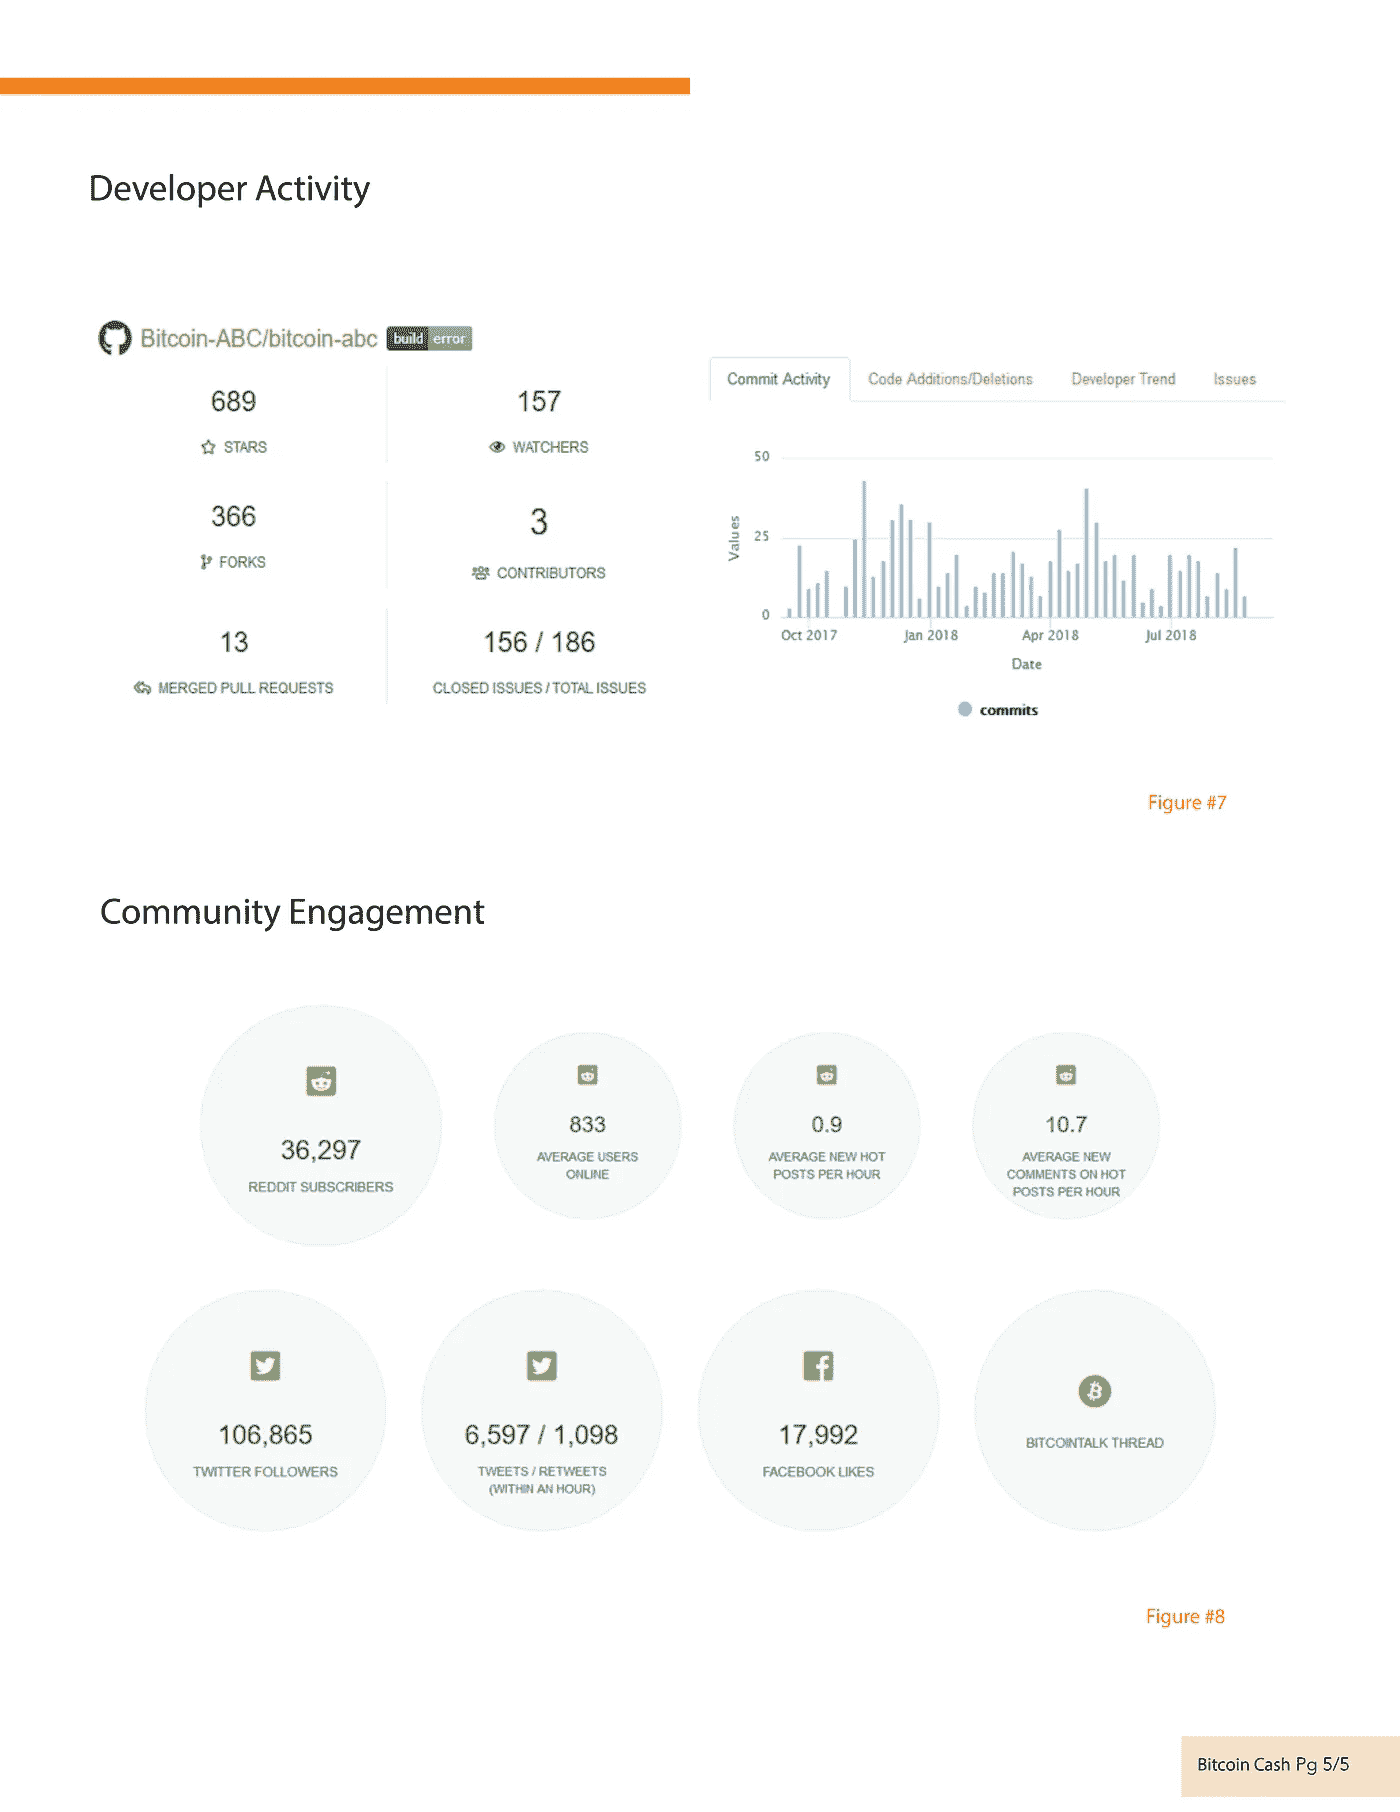 Developer Activity
Bitcoin-ABC/bitcoin-abc build error
689
STARS
157
WATCHERS
366
FORKS
3
CONTRIBUTORS
13
MERGED PULL REQUESTS
156 / 186
CLOSED ISSUES / TOTAL ISSUES
Commit Activity Code Additions/Deletions Developer Trend Issues
50
25
0
Values
Oct 2017 Jan 2018 Apr 2018 Jul 2018
Date
commits
Figure #7
Community Engagement
36,297
REDDIT SUBSCRIBERS
833
AVERAGE USERS
ONLINE
0.9
AVERAGE NEW HOT
POSTS PER HOUR
10.7
AVERAGE NEW
COMMENTS ON HOT
POSTS PER HOUR
106,865
TWITTER FOLLOWERS
6,597 / 1,098
TWEETS / RETWEETS
(WITHIN AN HOUR)
17,992
FACEBOOK LIKES
BITCOINTALK THREAD
Figure #8
Bitcoin Cash Pg 5/5